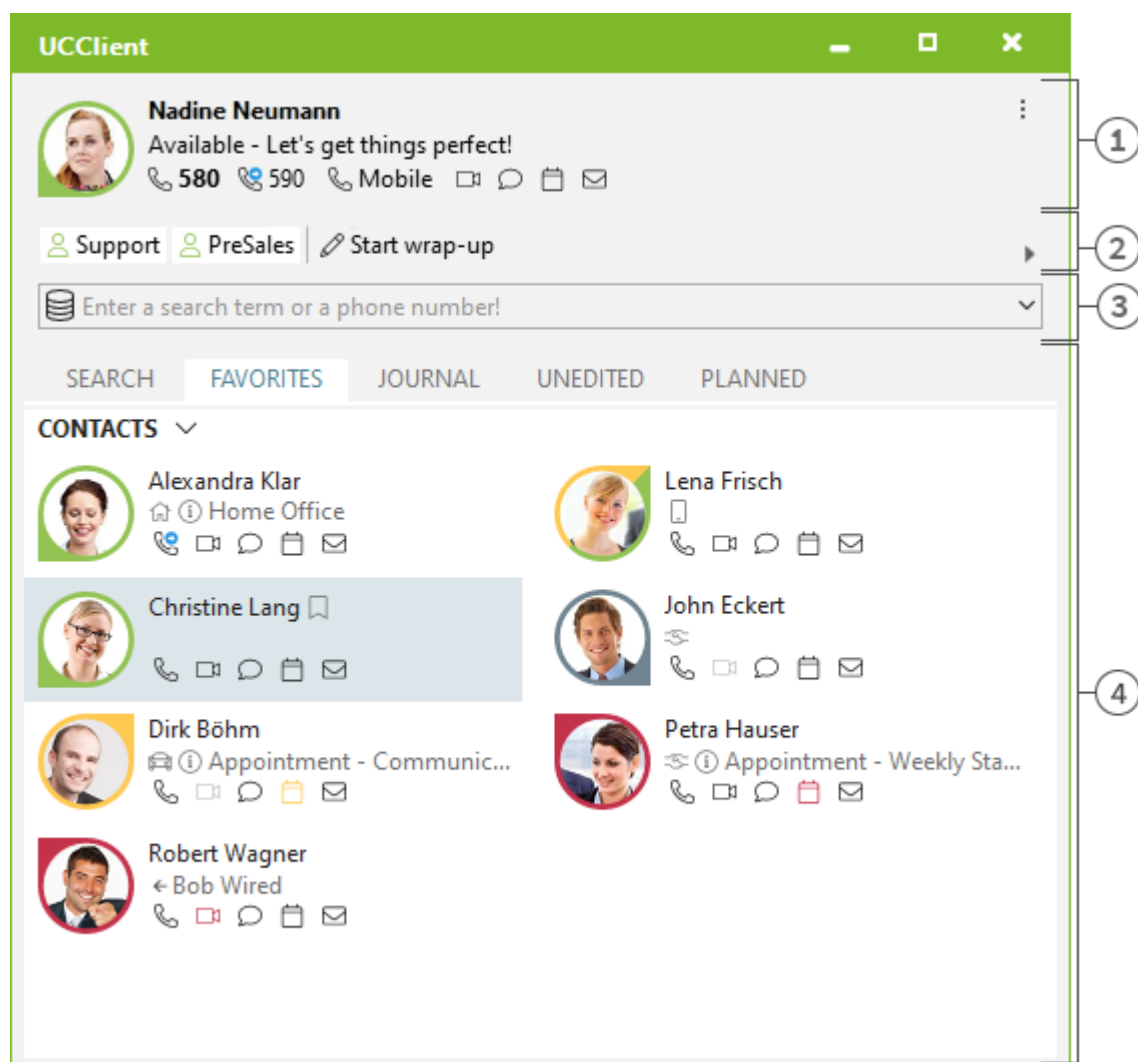 UCClient
Nadine Neumann
Available - Let's get things perfect!
580 590 Mobile
1
Support PreSales Start wrap-up
2
Enter a search term or a phone number!
3
SEARCH FAVORITES JOURNAL UNEDITED PLANNED
CONTACTS
Alexandra Klar
Home Office
Lena Frisch
Christine Lang
John Eckert
4
Dirk Böhm
Appointment - Communic...
Petra Hauser
Appointment - Weekly Sta...
Robert Wagner
Bob Wired